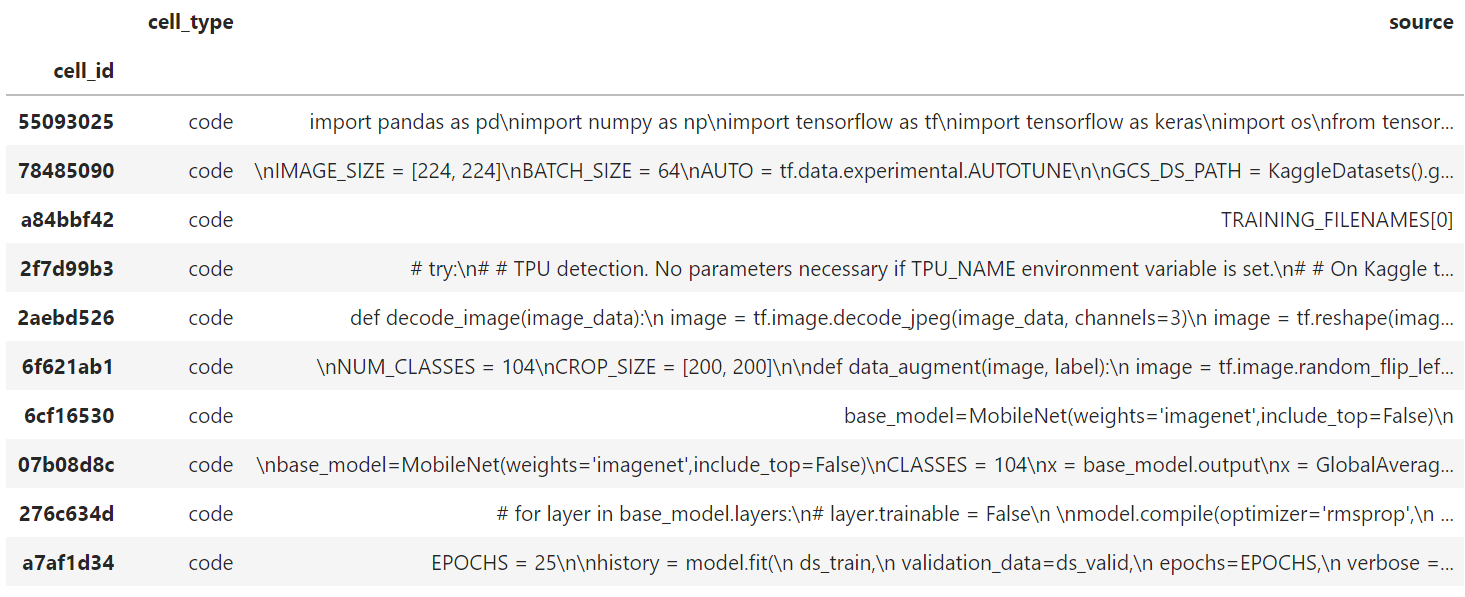 cell_type source
cell_id
55093025 code import pandas as pd\nimport numpy as np\nimport tensorflow as tf\nimport tensorflow as keras\nimport os\nfrom tensor...
78485090 code \nIMAGE_SIZE = [224, 224]\nBATCH_SIZE = 64\nAUTO = tf.data.experimental.AUTOTUNE\n\nGCS_DS_PATH = KaggleDatasets().g...
a84bbf42 code TRAINING_FILENAMES[0]
2f7d99b3 code # try:\n# # TPU detection. No parameters necessary if TPU_NAME environment variable is set.\n# # On Kaggle t...
2aebd526 code def decode_image(image_data):\n image = tf.image.decode_jpeg(image_data, channels=3)\n image = tf.reshape(imag...
6f621ab1 code \nNUM_CLASSES = 104\nCROP_SIZE = [200, 200]\n\ndef data_augment(image, label):\n image = tf.image.random_flip_lef...
6cf16530 code base_model=MobileNet(weights='imagenet',include_top=False)\n
07b08d8c code \nbase_model=MobileNet(weights='imagenet',include_top=False)\nCLASSES = 104\nx = base_model.output\nx = GlobalAverag...
276c634d code # for layer in base_model.layers:\n# layer.trainable = False\n \nmodel.compile(optimizer='rmsprop',\n ...
a7af1d34 code EPOCHS = 25\n\nhistory = model.fit(\n ds_train,\n validation_data=ds_valid,\n epochs=EPOCHS,\n verbose =...